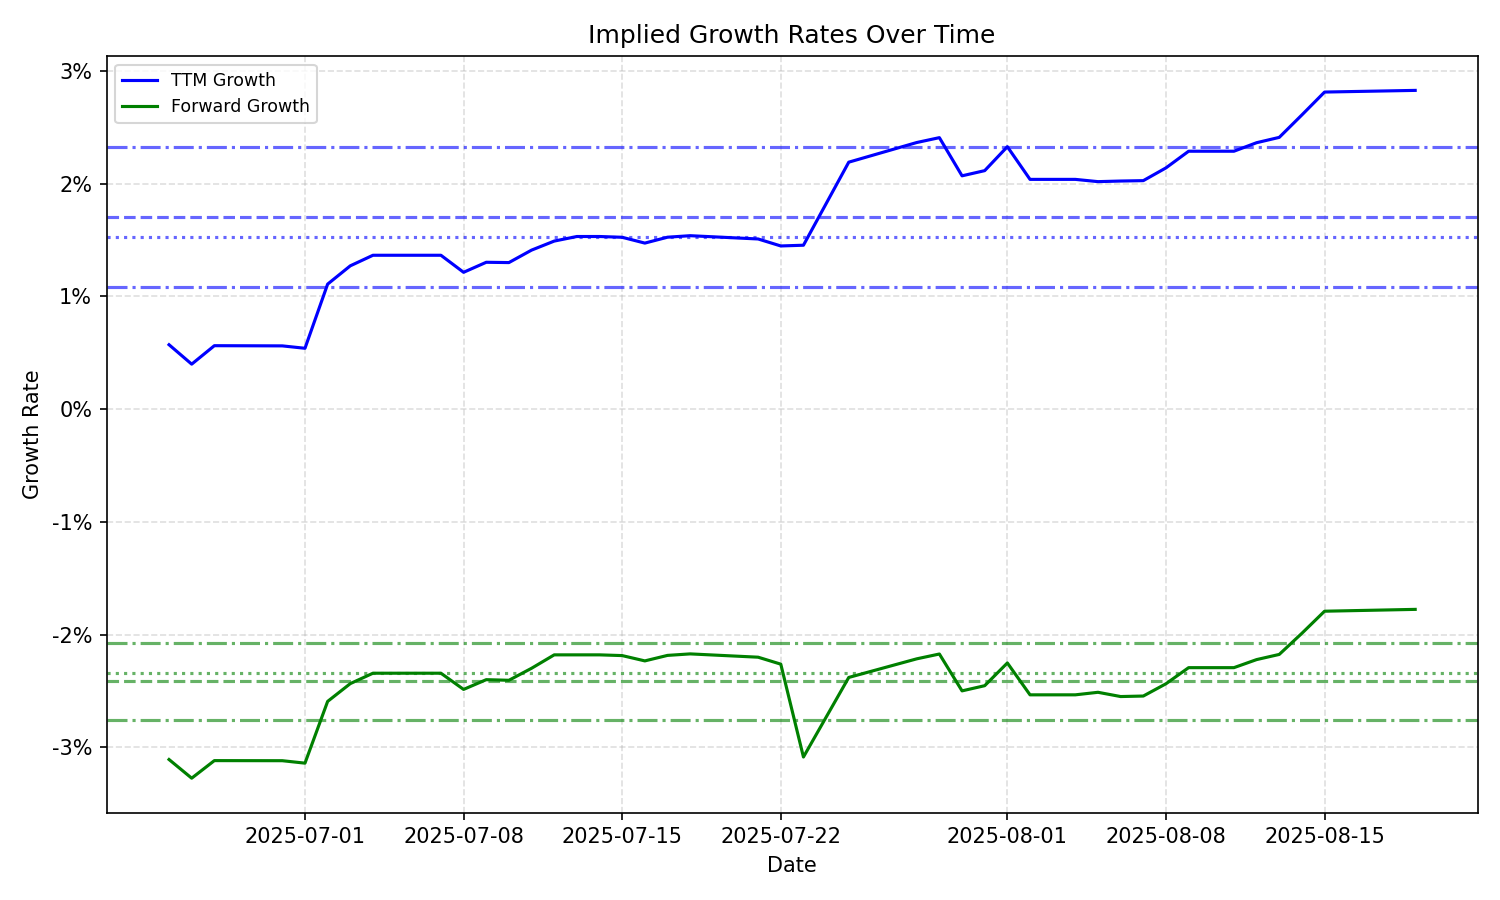 Implied Growth Rates Over Time
TTM Growth
Forward Growth
3%
2%
1%
0%
-1%
-2%
-3%
Growth Rate
2025-07-01
2025-07-08
2025-07-15
2025-07-22
2025-08-01
2025-08-08
2025-08-15
Date